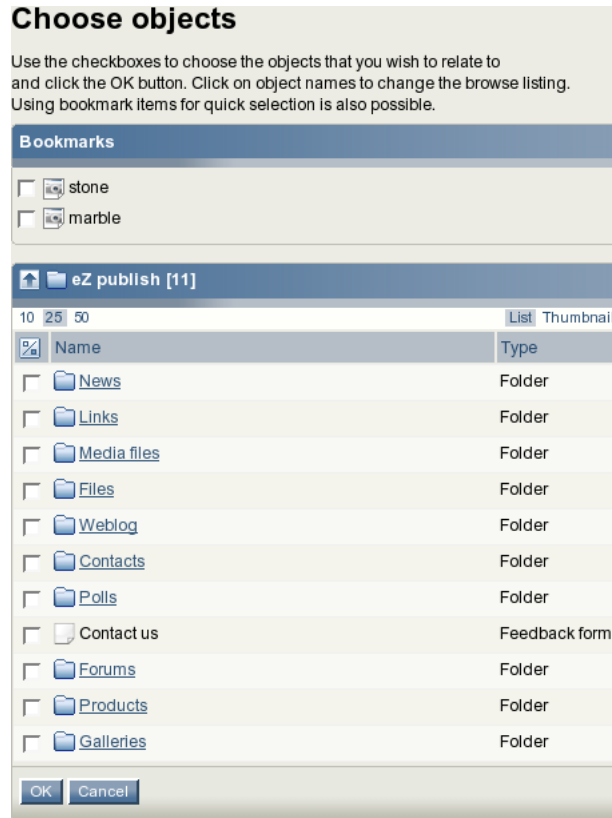 Choose objects
Use the checkboxes to choose the objects that you wish to relate to
and click the OK button. Click on object names to change the browse listing.
Using bookmark items for quick selection is also possible.
Bookmarks
stone
marble
eZ publish [11]
10 25 50 List Thumbnail
Name Type
News Folder
Links Folder
Media files Folder
Files Folder
Weblog Folder
Contacts Folder
Polls Folder
Contact us Feedback form
Forums Folder
Products Folder
Galleries Folder
OK Cancel